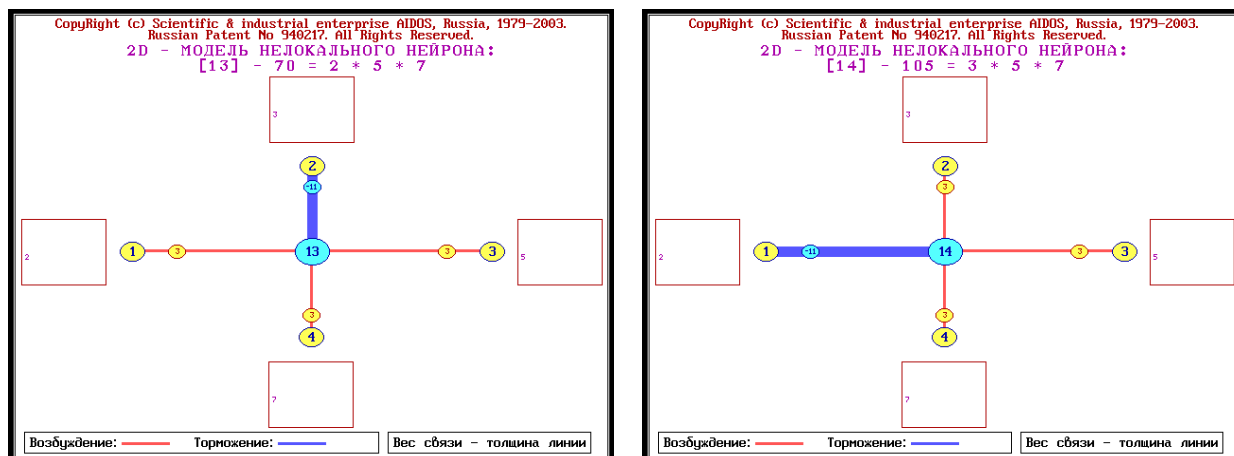 CopyRight (c) Scientific & industrial enterprise AIDOS, Russia, 1979-2003.
Russian Patent No 940217. All Rights Reserved.
2D - МОДЕЛЬ НЕЛОКАЛЬНОГО НЕЙРОНА:
[13] - 70 = 2 * 5 * 7
3
2
-11
1
3
13
3
3
2
5
3
4
7
Возбуждение:
Торможение:
Вес связи - толщина линии
CopyRight (c) Scientific & industrial enterprise AIDOS, Russia, 1979-2003.
Russian Patent No 940217. All Rights Reserved.
2D - МОДЕЛЬ НЕЛОКАЛЬНОГО НЕЙРОНА:
[14] - 105 = 3 * 5 * 7
3
2
3
1
-11
14
3
3
2
5
3
4
7
Возбуждение:
Торможение:
Вес связи - толщина линии